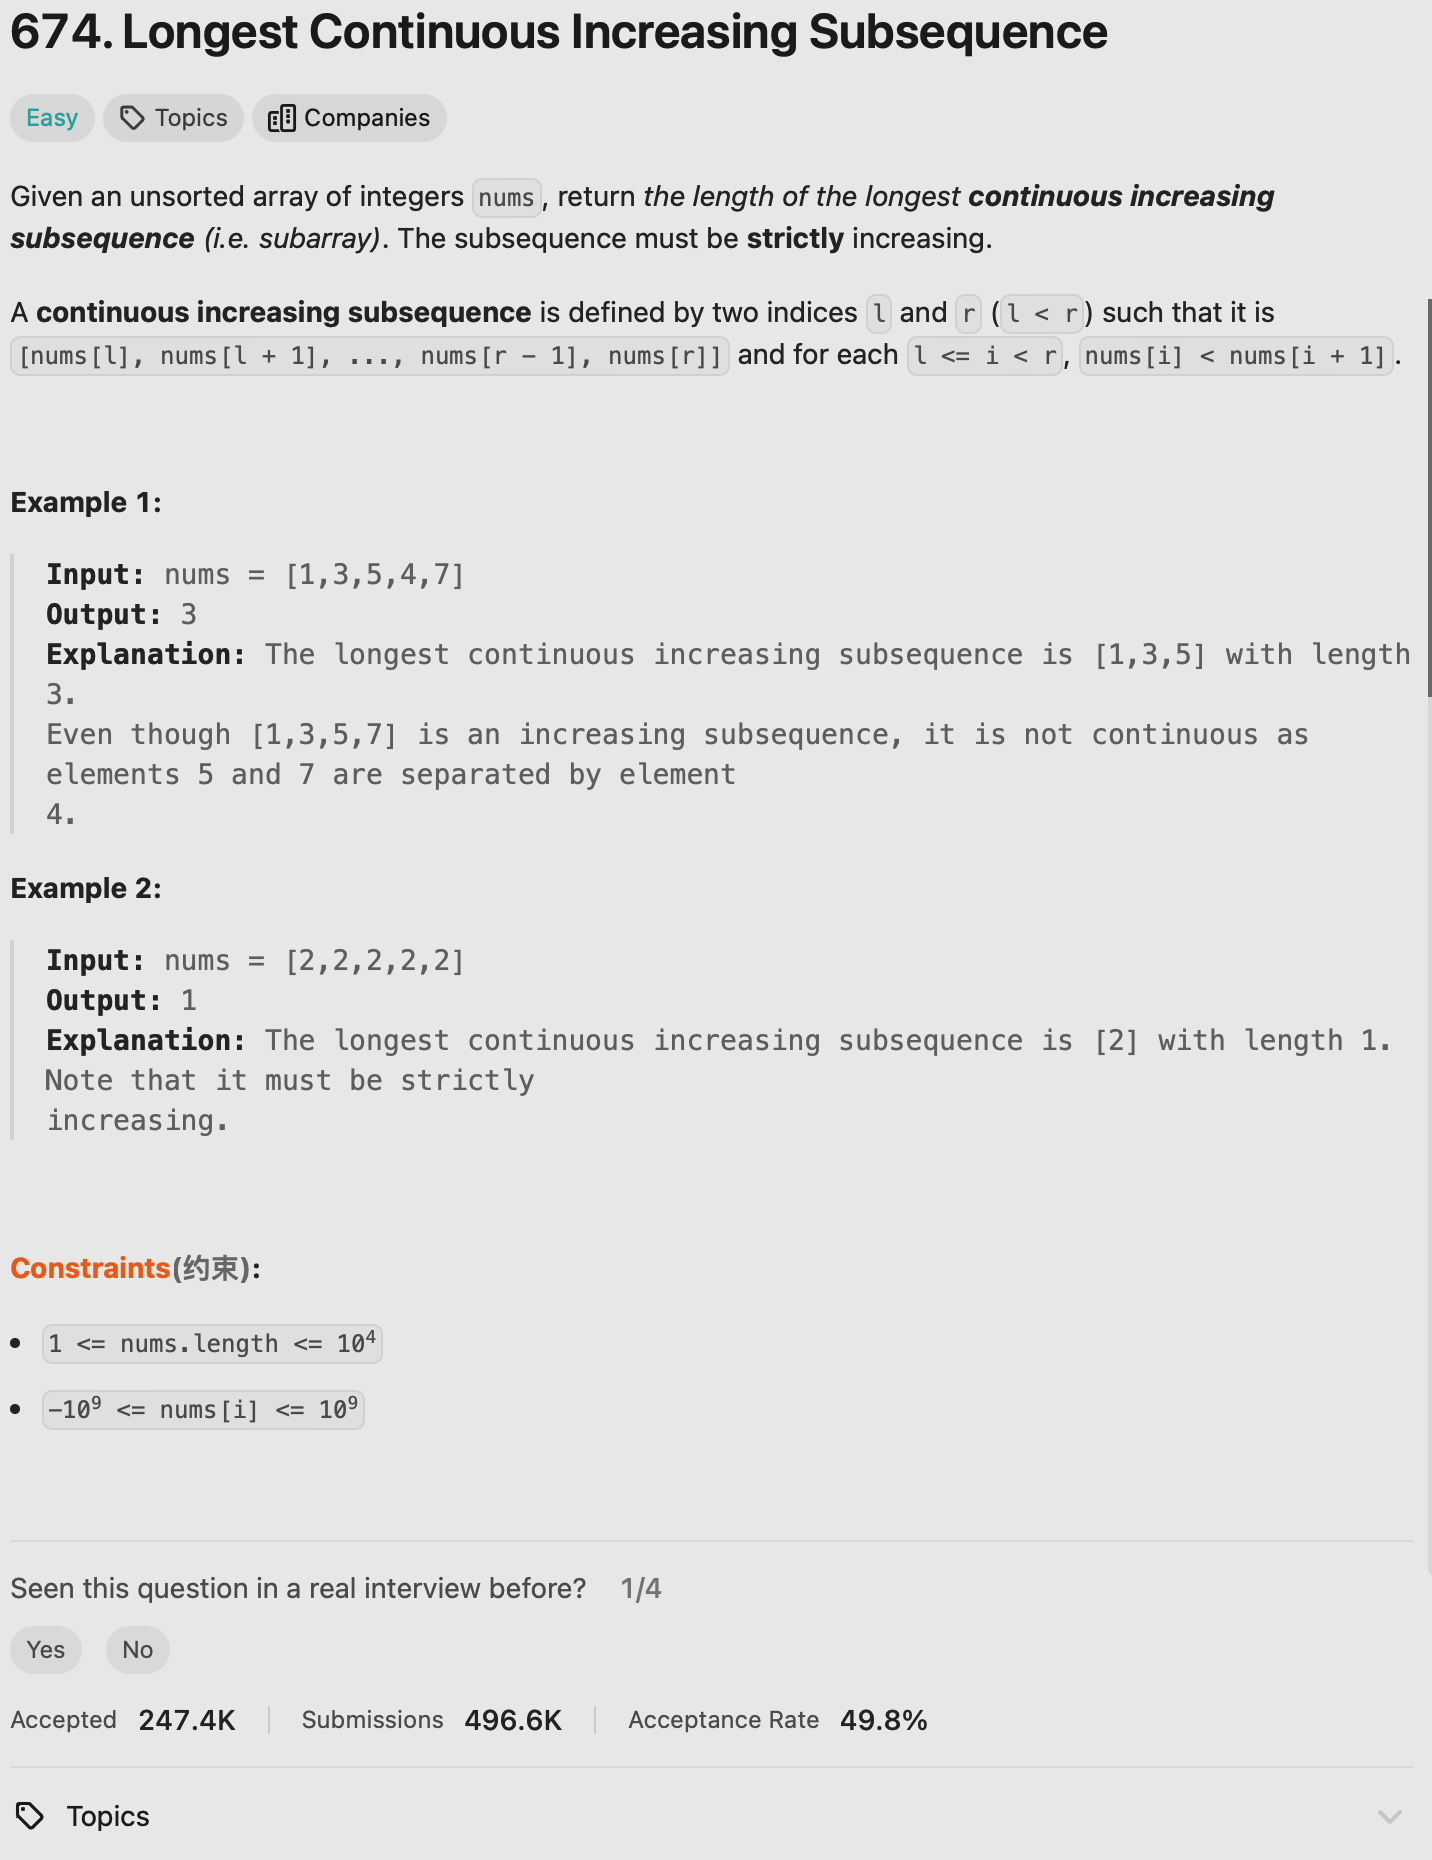 674. Longest Continuous Increasing Subsequence
Easy Topics Companies
Given an unsorted array of integers nums, return the length of the longest continuous increasing
subsequence (i.e. subarray). The subsequence must be strictly increasing.
A continuous increasing subsequence is defined by two indices l and r (l < r) such that it is
[nums[l], nums[l + 1], ..., nums[r - 1], nums[r]] and for each l <= i < r, nums[i] < nums[i + 1].
Example 1:
Input: nums = [1,3,5,4,7]
Output: 3
Explanation: The longest continuous increasing subsequence is [1,3,5] with length
3.
Even though [1,3,5,7] is an increasing subsequence, it is not continuous as
elements 5 and 7 are separated by element
4.
Example 2:
Input: nums = [2,2,2,2,2]
Output: 1
Explanation: The longest continuous increasing subsequence is [2] with length 1.
Note that it must be strictly
increasing.
Constraints(约束):
• 1 <= nums.length <= 10⁴
• -10⁹ <= nums[i] <= 10⁹
Seen this question in a real interview before? 1/4
Yes No
Accepted 247.4K Submissions 496.6K Acceptance Rate 49.8%
Topics